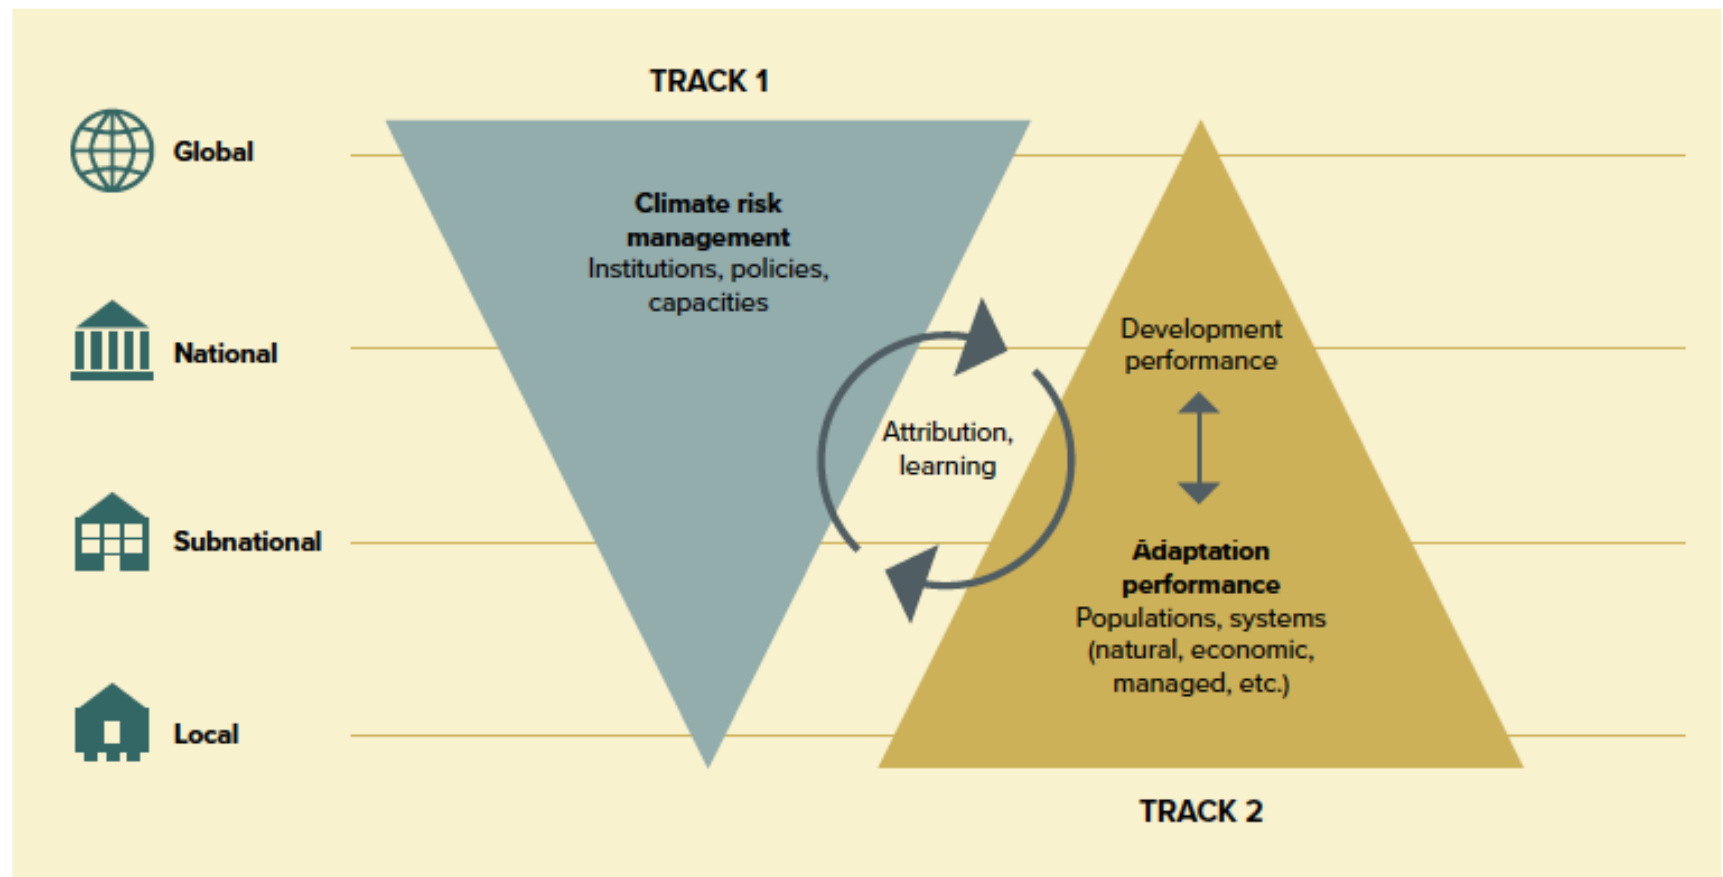 TRACK 1
Global
Climate risk
management
Institutions, policies,
capacities
National
Development
performance
Attribution,
learning
Subnational
Adaptation
performance
Populations, systems
(natural, economic,
managed, etc.)
Local
TRACK 2